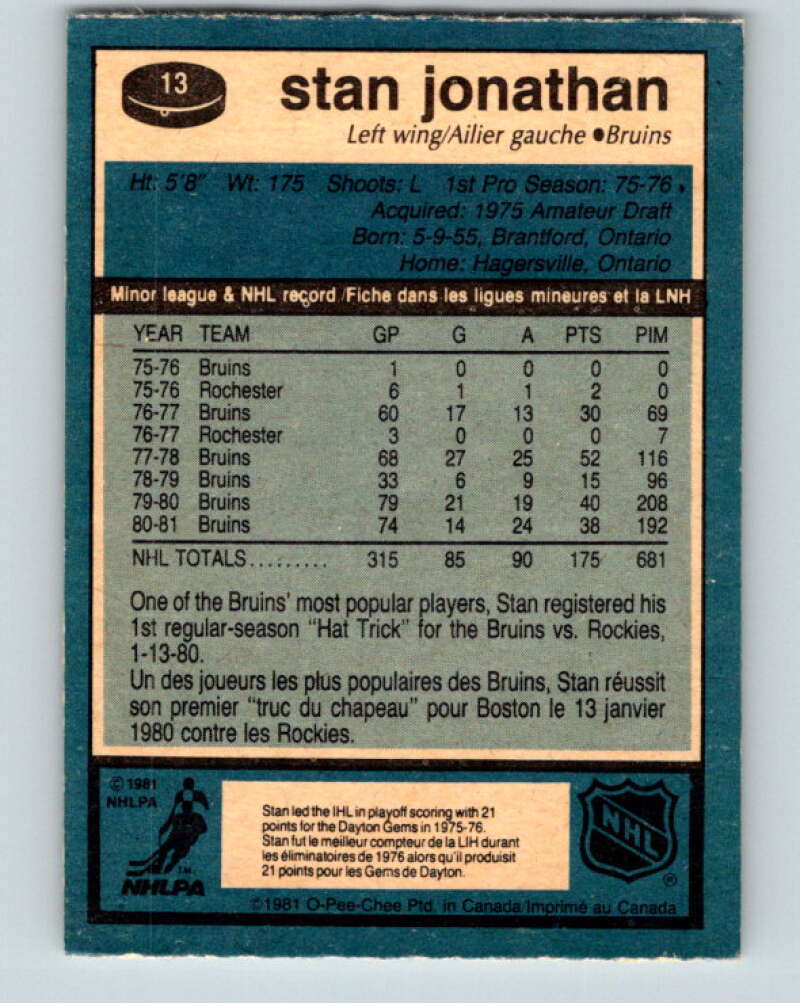 13
stan jonathan
Left wing/Ailier gauche ●Bruins
Ht: 5'8" Wt: 175 Shoots: L 1st Pro Season: 75-76
Acquired: 1975 Amateur Draft
Born: 5-9-55, Brantford, Ontario
Home: Hagersville, Ontario
Minor league & NHL record/Fiche dans les ligues mineures et la LNH
YEAR TEAM GP G A PTS PIM
75-76 Bruins 1 0 0 0 0
75-76 Rochester 6 1 1 2 0
76-77 Bruins 60 17 13 30 69
76-77 Rochester 3 0 0 0 7
77-78 Bruins 68 27 25 52 116
78-79 Bruins 33 6 9 15 96
79-80 Bruins 79 21 19 40 208
80-81 Bruins 74 14 24 38 192
NHL TOTALS......... 315 85 90 175 681
One of the Bruins' most popular players, Stan registered his
1st regular-season "Hat Trick" for the Bruins vs. Rockies,
1-13-80.
Un des joueurs les plus populaires des Bruins, Stan réussit
son premier "truc du chapeau" pour Boston le 13 janvier
1980 contre les Rockies.
© 1981
NHLPA
TM
NHLPA
Stan led the IHL in playoff scoring with 21
points for the Dayton Gems in 1975-76.
Stan fut le meilleur compteur de la LIH durant
les éliminatoires de 1976 alors qu'il produisit
21 points pour les Gems de Dayton.
NHL
®
©1981 O-Pee-Chee Ptd. in Canada/Imprimé au Canada